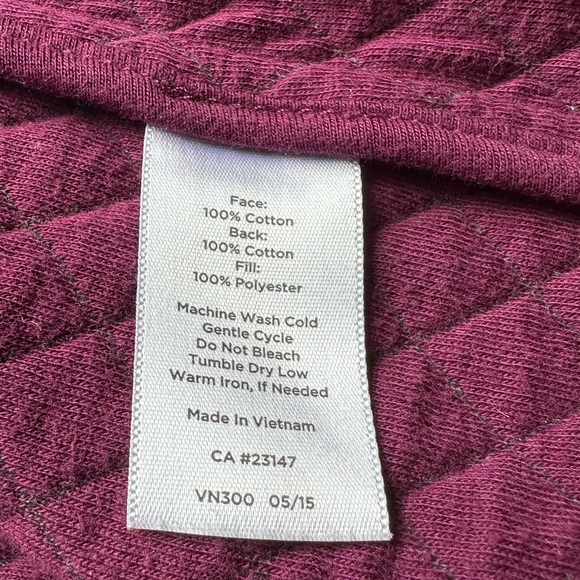 Face:
100% Cotton
Back:
100% Cotton
Fill:
100% Polyester
Machine Wash Cold
Gentle Cycle
Do Not Bleach
Tumble Dry Low
Warm Iron, If Needed
Made In Vietnam
CA #23147
VN300 05/15